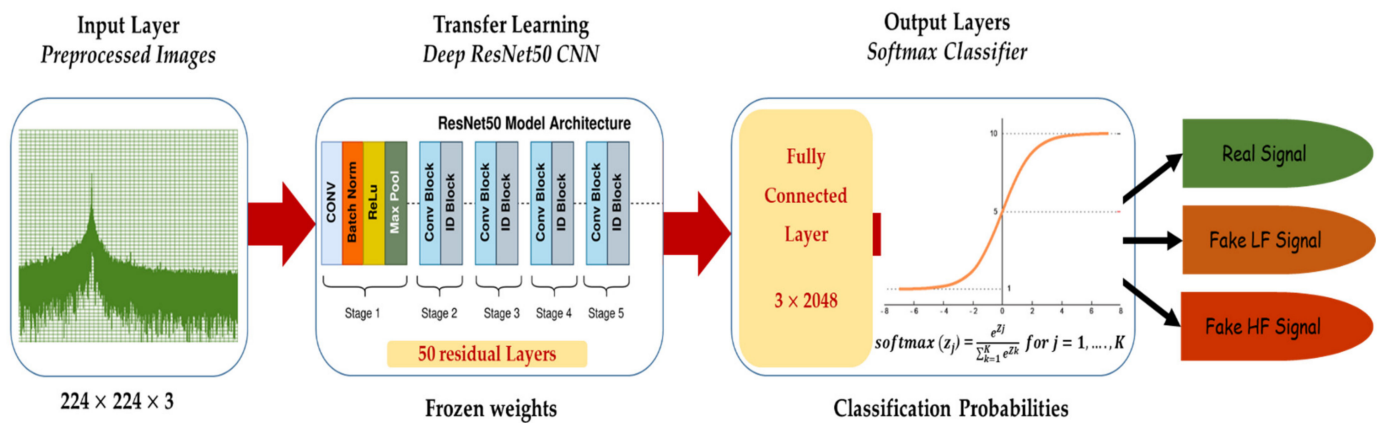 Input Layer
Preprocessed Images
224 × 224 × 3
Transfer Learning
Deep ResNet50 CNN
ResNet50 Model Architecture
CONV
Batch Norm
ReLu
Max Pool
Conv Block
ID Block
Conv Block
ID Block
Conv Block
ID Block
Conv Block
ID Block
Stage 1
Stage 2
Stage 3
Stage 4
Stage 5
50 residual Layers
Frozen weights
Output Layers
Softmax Classifier
Fully
Connected
Layer
3 × 2048
10
5
1
-8 -6 -4 -2 0 2 4 6 8
softmax (z_j) = e^{Zj} / ∑_{k=1}^{K} e^{Zk} for j = 1, …., K
Classification Probabilities
Real Signal
Fake LF Signal
Fake HF Signal